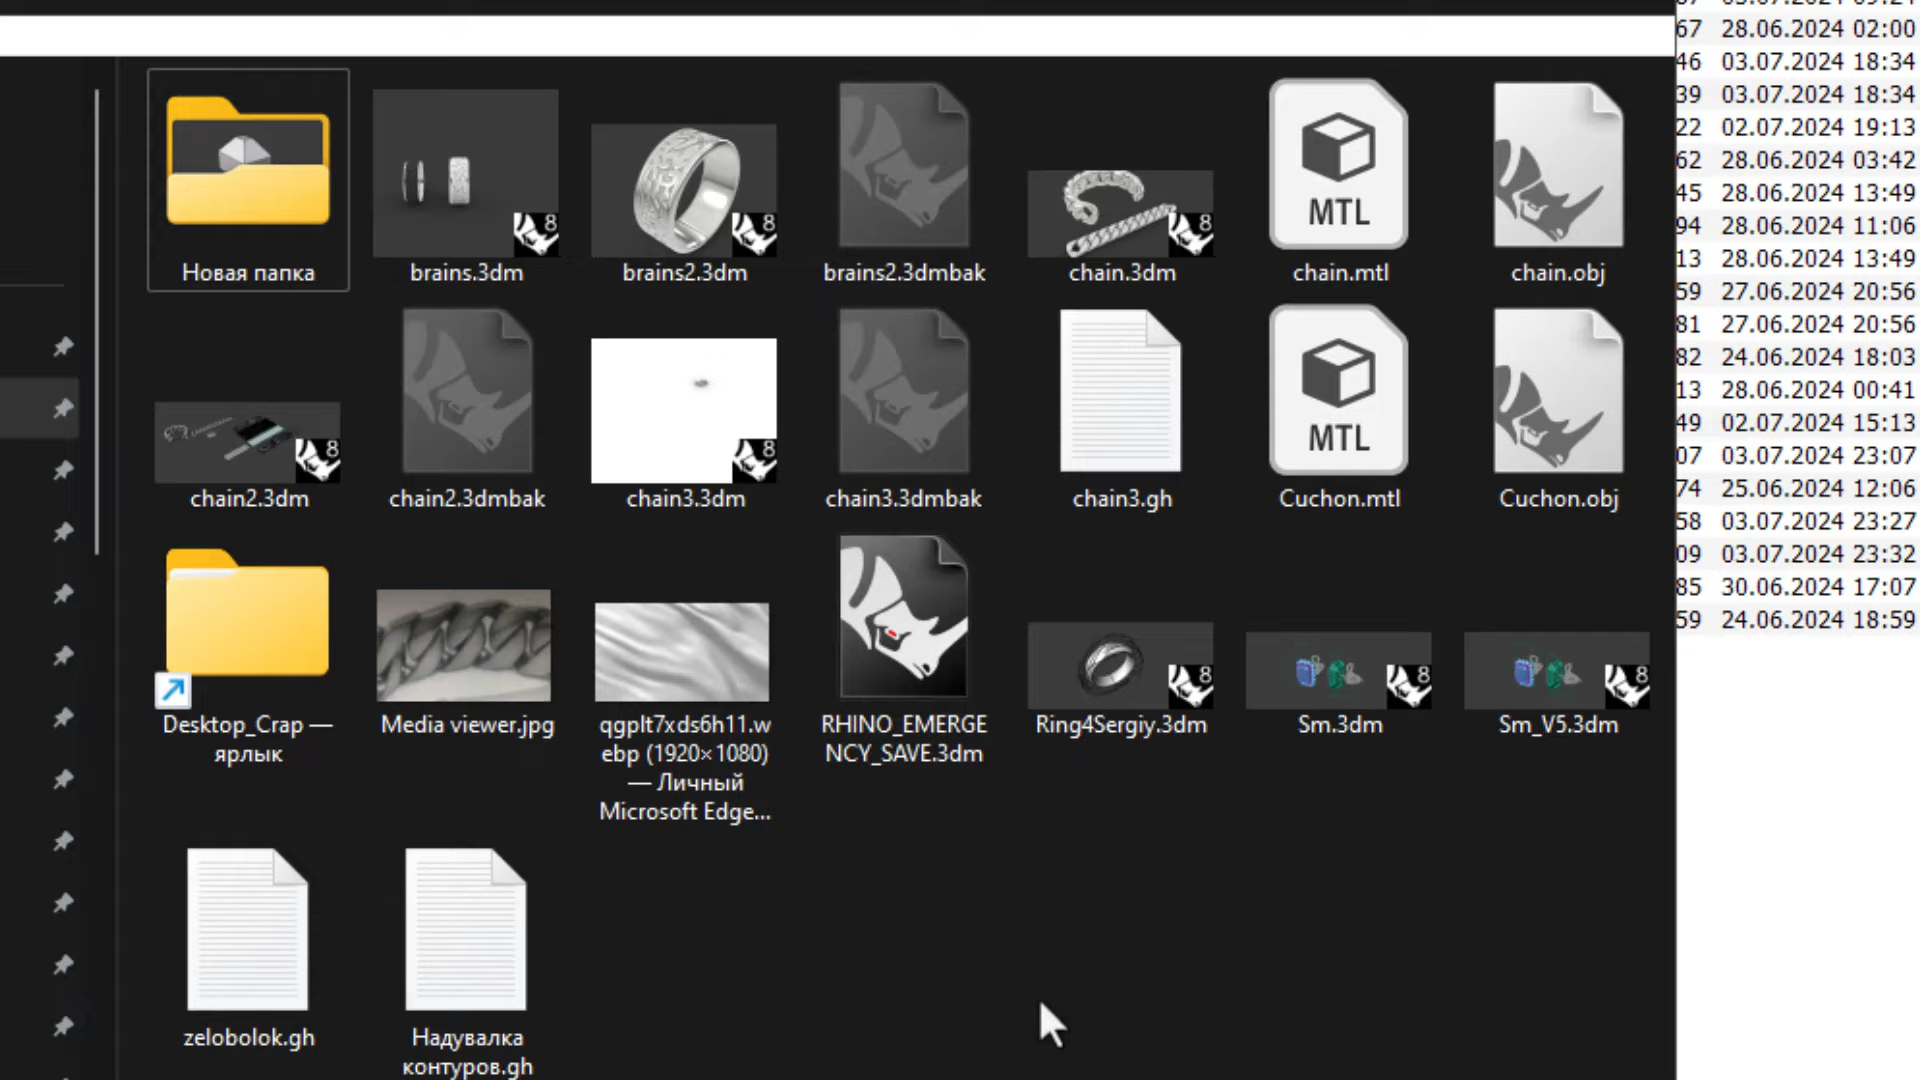 67 28.06.2024 02:00
46 03.07.2024 18:34
39 03.07.2024 18:34
22 02.07.2024 19:13
62 28.06.2024 03:42
45 28.06.2024 13:49
94 28.06.2024 11:06
13 28.06.2024 13:49
59 27.06.2024 20:56
81 27.06.2024 20:56
82 24.06.2024 18:03
13 28.06.2024 00:41
49 02.07.2024 15:13
07 03.07.2024 23:07
74 25.06.2024 12:06
58 03.07.2024 23:27
09 03.07.2024 23:32
85 30.06.2024 17:07
59 24.06.2024 18:59
8
8
8
MTL
Новая папка
brains.3dm
brains2.3dm
brains2.3dmbak
chain.3dm
chain.mtl
chain.obj
8
8
MTL
chain2.3dm
chain2.3dmbak
chain3.3dm
chain3.3dmbak
chain3.gh
Cuchon.mtl
Cuchon.obj
8
8
8
Desktop_Crap —
ярлык
Media viewer.jpg
qgplt7xds6h11.w
ebp (1920×1080)
— Личный
Microsoft Edge...
RHINO_EMERGE
NCY_SAVE.3dm
Ring4Sergiy.3dm
Sm.3dm
Sm_V5.3dm
zelobolok.gh
Надувалка
контуров.gh